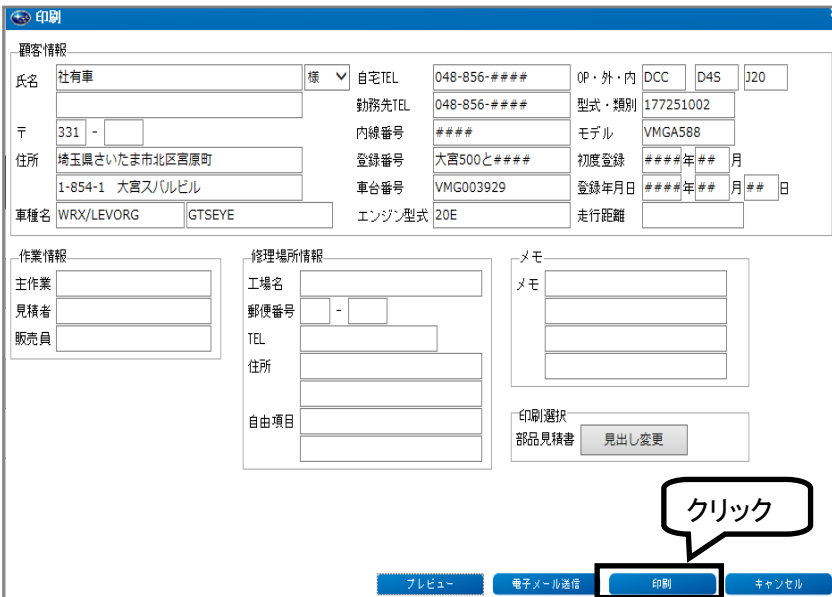 印刷
顧客情報
氏名 社有車 様 自宅TEL 048-856-#### OP・外・内 DCC D4S J20
勤務先TEL 048-856-#### 型式・類別 177251002
〒 331 - 内線番号 #### モデル VMGA588
住所 埼玉県さいたま市北区宮原町 登録番号 大宮500と#### 初度登録 ####年## 月
1-854-1 大宮スバルビル 車台番号 VMG003929 登録年月日 ####年## 月## 日
車種名 WRX/LEVORG GTSEYE エンジン型式 20E 走行距離
作業情報 修理場所情報 メモ
主作業 工場名 メモ
見積者 郵便番号 -
販売員 TEL
住所
自由項目 印刷選択
部品見積書 見出し変更
クリック
プレビュー 電子メール送信 印刷 キャンセル